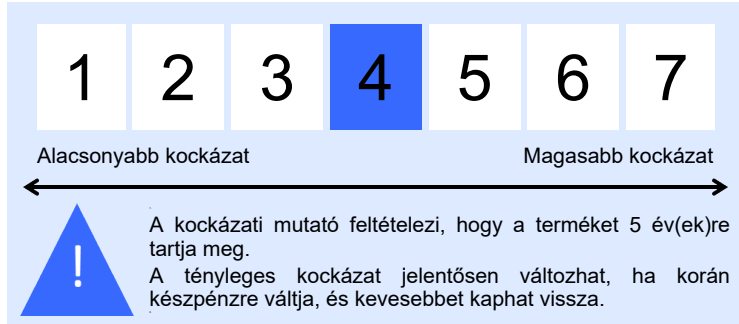 1 2 3 4 5 6 7
Alacsonyabb kockázat Magasabb kockázat
!
A kockázati mutató feltételezi, hogy a terméket 5 év(ek)re
tartja meg.
A tényleges kockázat jelentősen változhat, ha korán
készpénzre váltja, és kevesebbet kaphat vissza.